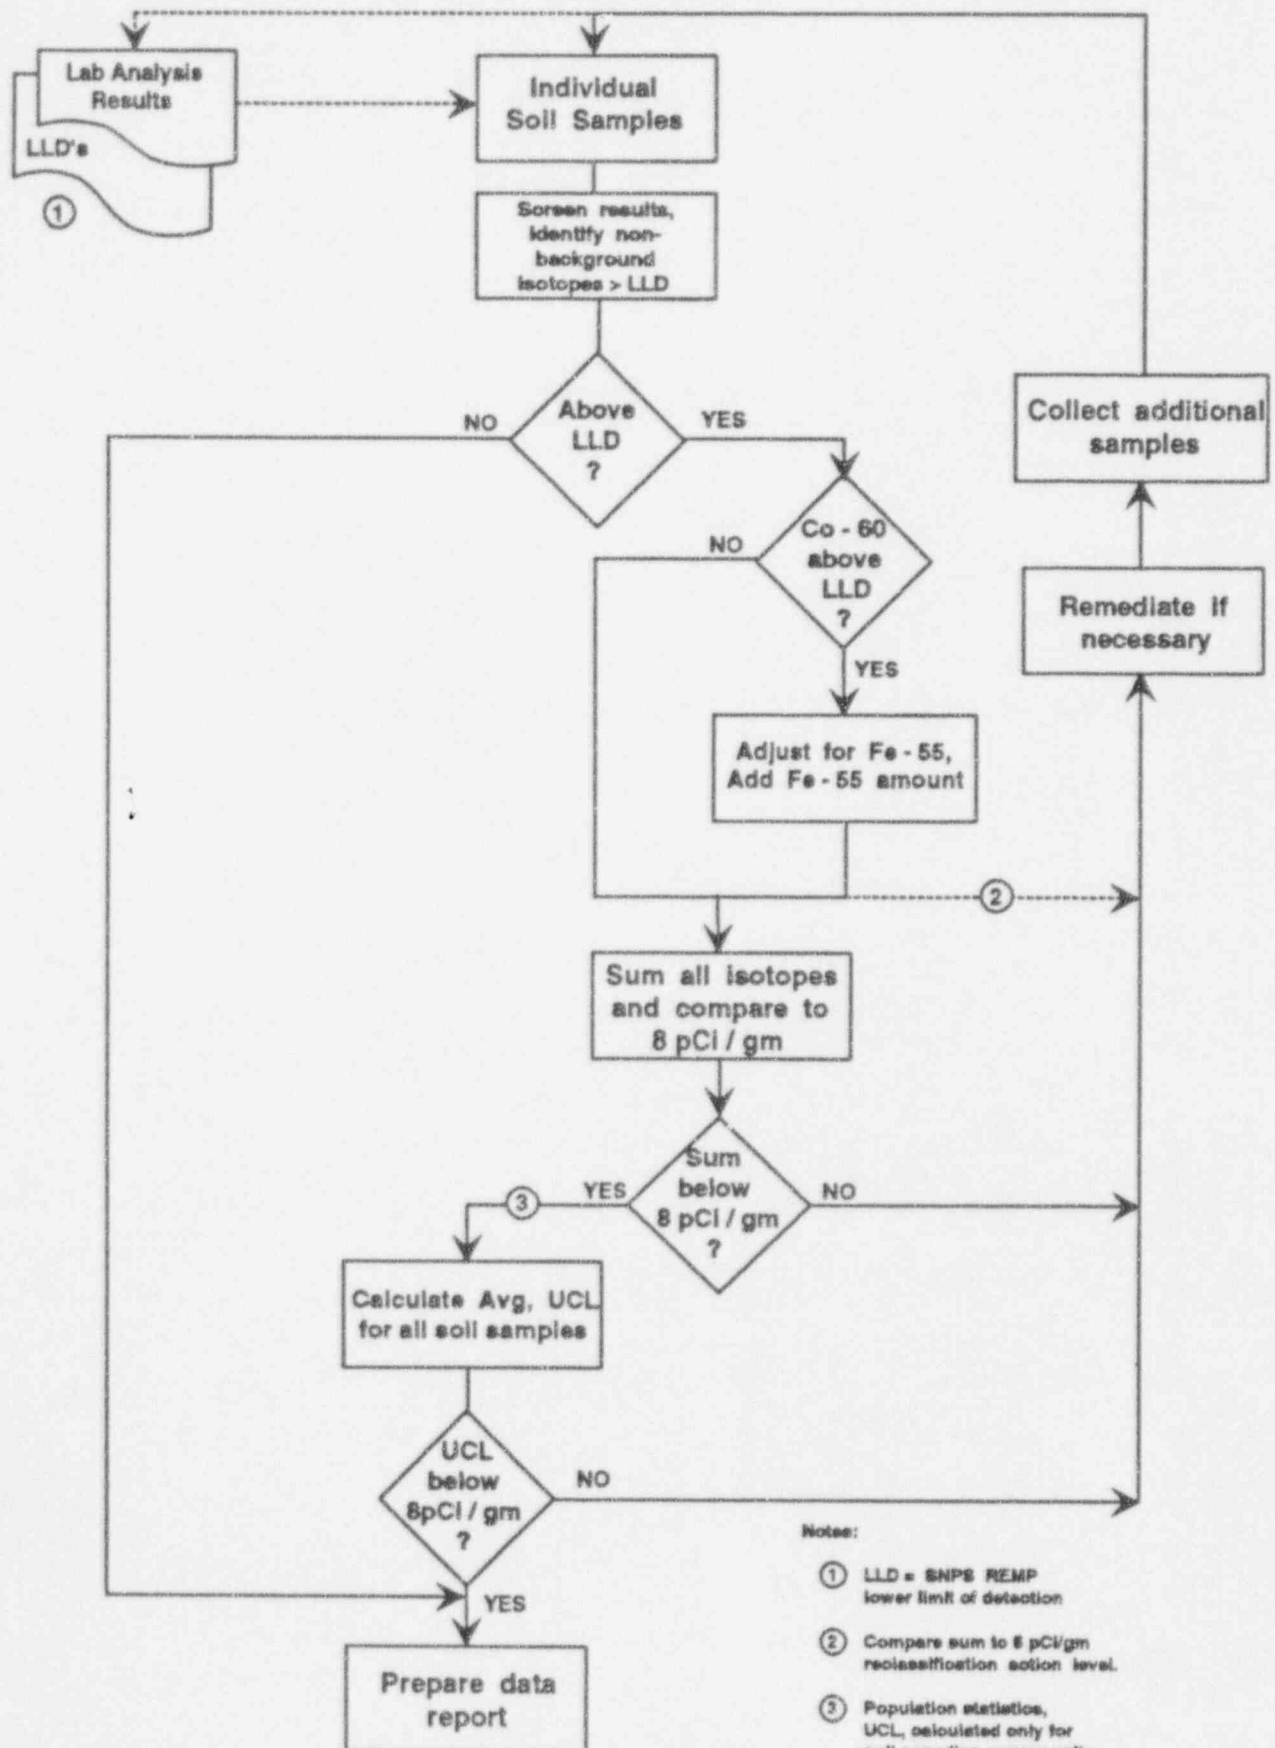 Lab Analysis
Results
LLD's
1
Individual
Soil Samples
Screen results,
identify non-
background
isotopes > LLD
Above
LLD
?
NO
YES
Collect additional
samples
Co - 60
above
LLD
?
NO
YES
Remediate if
necessary
Adjust for Fe - 55,
Add Fe - 55 amount
2
Sum all isotopes
and compare to
8 pCi / gm
Sum
below
8 pCi / gm
?
YES
NO
3
Calculate Avg, UCL
for all soil samples
UCL
below
8pCi / gm
?
NO
YES
Prepare data
report
Notes:
1 LLD = SNPS REMP
lower limit of detection
2 Compare sum to pCi/gm
reclassification action level.
3 Population statistics,
UCL, calculated only for